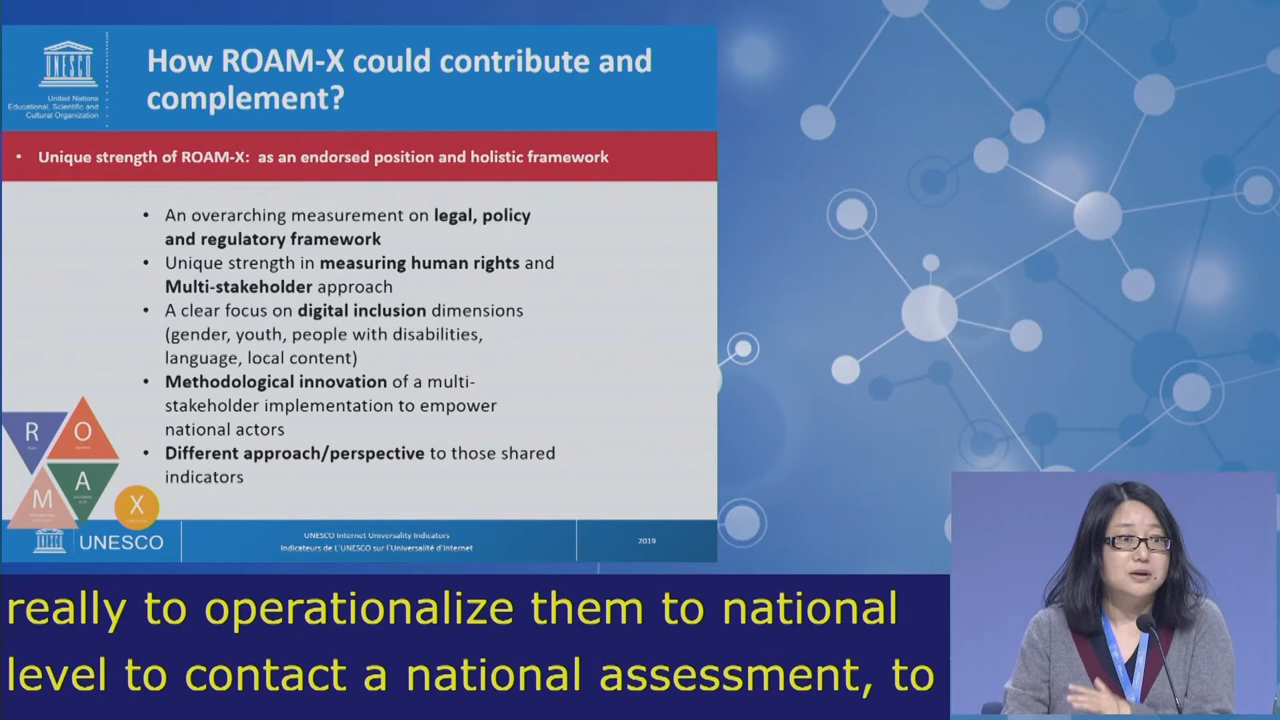 UNESCO
United Nations
Educational, Scientific and
Cultural Organization
How ROAM-X could contribute and
complement?
• Unique strength of ROAM-X: as an endorsed position and holistic framework
• An overarching measurement on legal, policy
and regulatory framework
• Unique strength in measuring human rights and
Multi-stakeholder approach
• A clear focus on digital inclusion dimensions
(gender, youth, people with disabilities,
language, local content)
• Methodological innovation of a multi-
stakeholder implementation to empower
national actors
• Different approach/perspective to those shared
indicators
R O
A
M X
UNESCO
UNESCO Internet Universality Indicators
Indicateurs de L'UNESCO sur l'Universalité d'Internet
2019
really to operationalize them to national
level to contact a national assessment, to